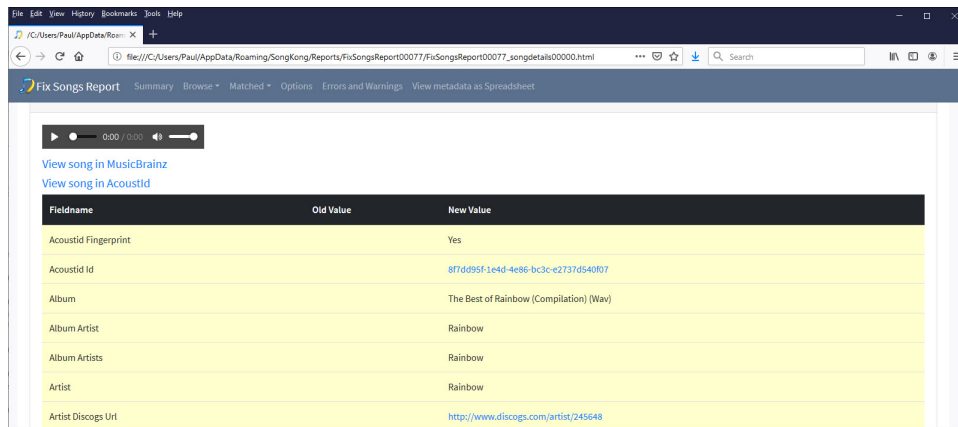 File Edit View History Bookmarks Tools Help
/C:/Users/Paul/AppData/Roam
file:///C:/Users/Paul/AppData/Roaming/SongKong/Reports/FixSongsReport00077/FixSongsReport00077_songdetails00000.html Search
Fix Songs Report Summary Browse Matched Options Errors and Warnings View metadata as Spreadsheet
0:00 / 0:00
View song in MusicBrainz
View song in AcoustId
Fieldname Old Value New Value
Acoustid Fingerprint Yes
Acoustid Id 8f7dd95f-1e4d-4e86-bc3c-e2737d540f07
Album The Best of Rainbow (Compilation) (Wav)
Album Artist Rainbow
Album Artists Rainbow
Artist Rainbow
Artist Discogs Url http://www.discogs.com/artist/245648